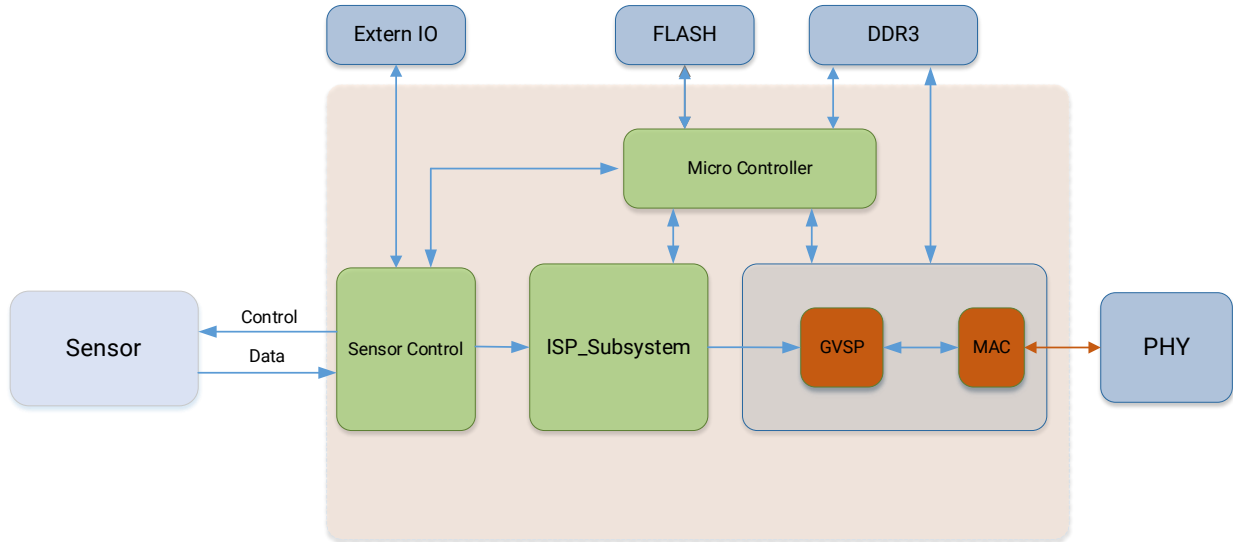 Extern IO
FLASH
DDR3
Micro Controller
Control
Sensor
Data
Sensor Control
ISP_Subsystem
GVSP
MAC
PHY